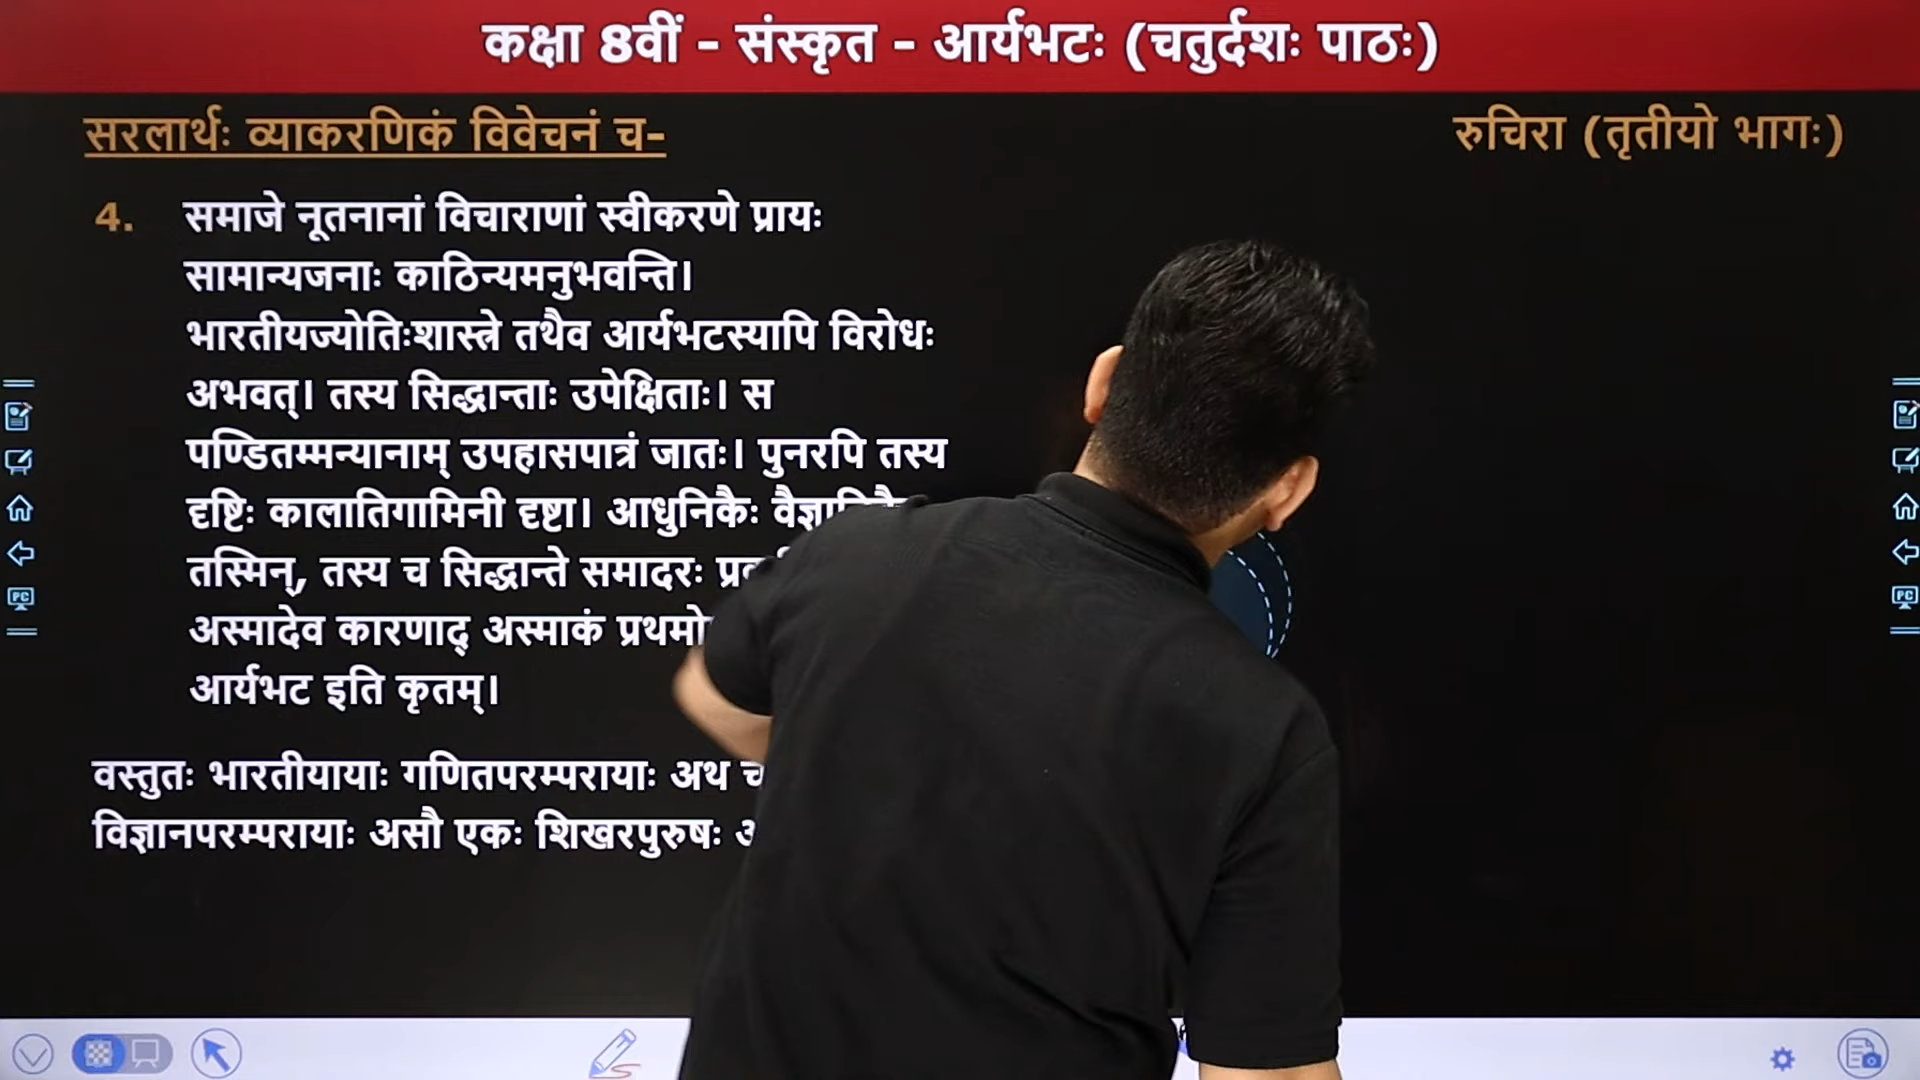 कक्षा 8वीं - संस्कृत - आर्यभटः (चतुर्दशः पाठः)
सरलार्थः व्याकरणिकं विवेचनं च-
रुचिरा (तृतीयो भागः)
4. समाजे नूतनानां विचाराणां स्वीकरणे प्रायः
सामान्यजनाः काठिन्यमनुभवन्ति।
भारतीयज्योतिःशास्त्रे तथैव आर्यभटस्यापि विरोधः
अभवत्। तस्य सिद्धान्ताः उपेक्षिताः। स
पण्डितम्मन्यानाम् उपहासपात्रं जातः। पुनरपि तस्य
दृष्टिः कालातिगामिनी दृष्टा। आधुनिकैः
तस्मिन्, तस्य च सिद्धान्ते समादरः
अस्मादेव कारणाद् अस्माकं
आर्यभट इति कृतम्।
वस्तुतः भारतीयायाः गणितपरम्परायाः अथ च
विज्ञानपरम्परायाः असौ एकः शिखरपुरुषः
PC
PC